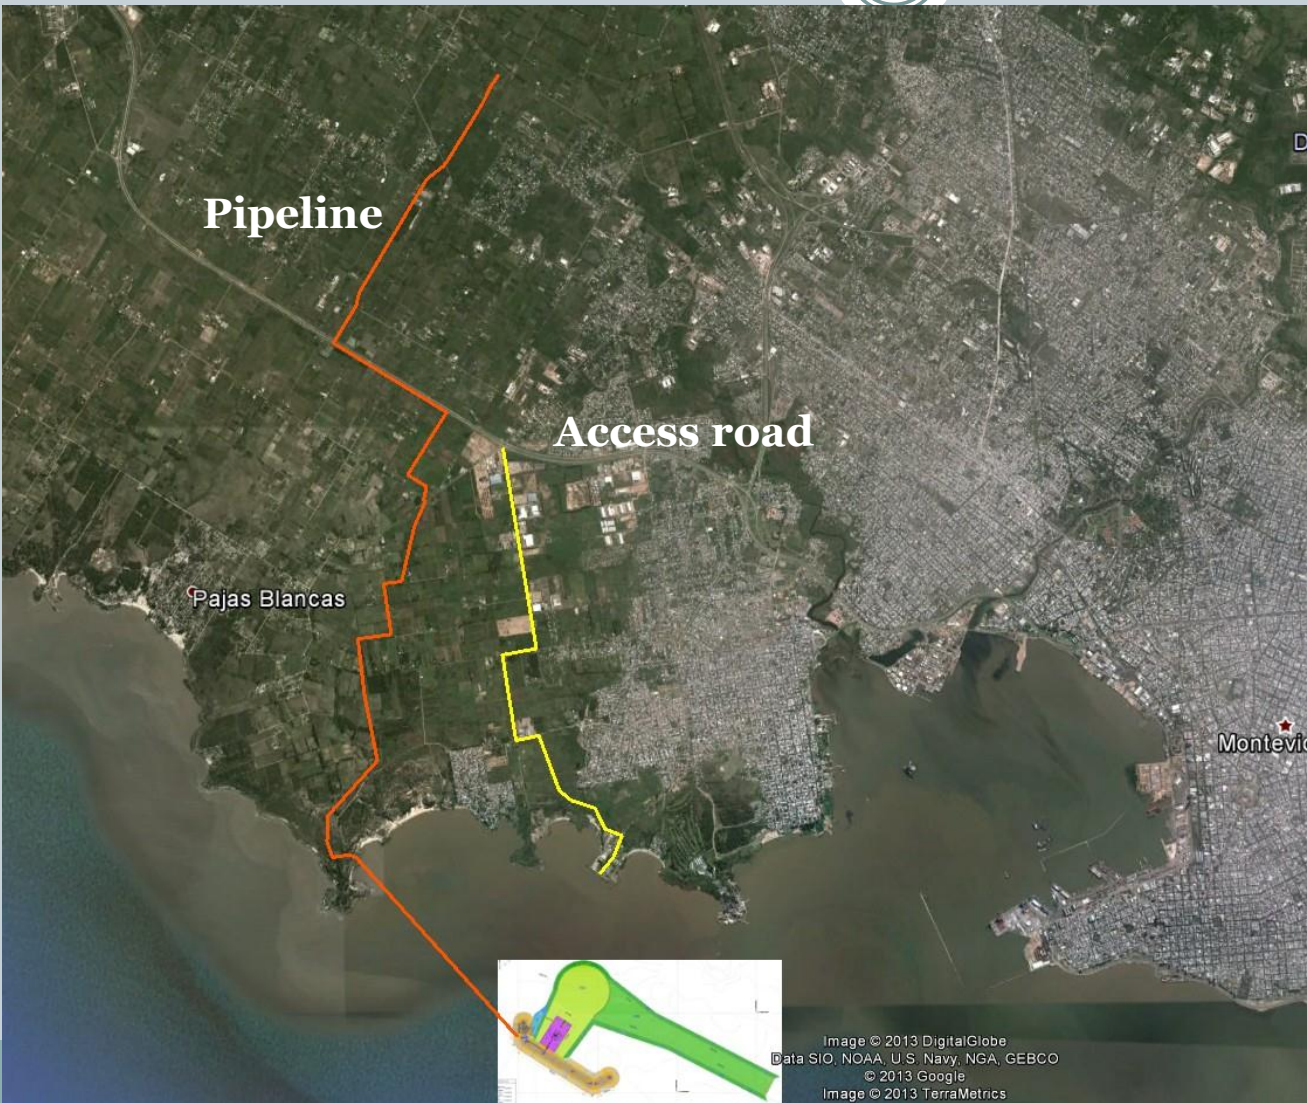 D
Pipeline
Access road
Pajas Blancas
Montevid
Image © 2013 DigitalGlobe
Data SIO, NOAA, U.S. Navy, NGA, GEBCO
© 2013 Google
Image © 2013 TerraMetrics